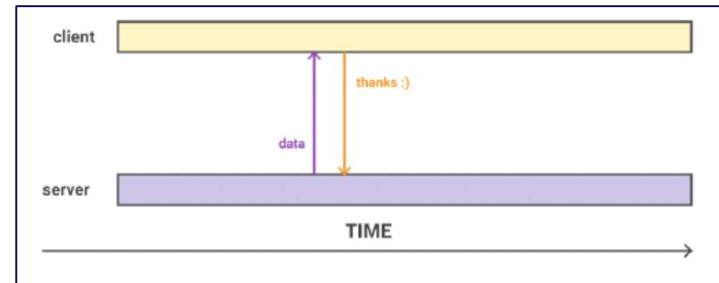 client
thanks :)
data
server
TIME